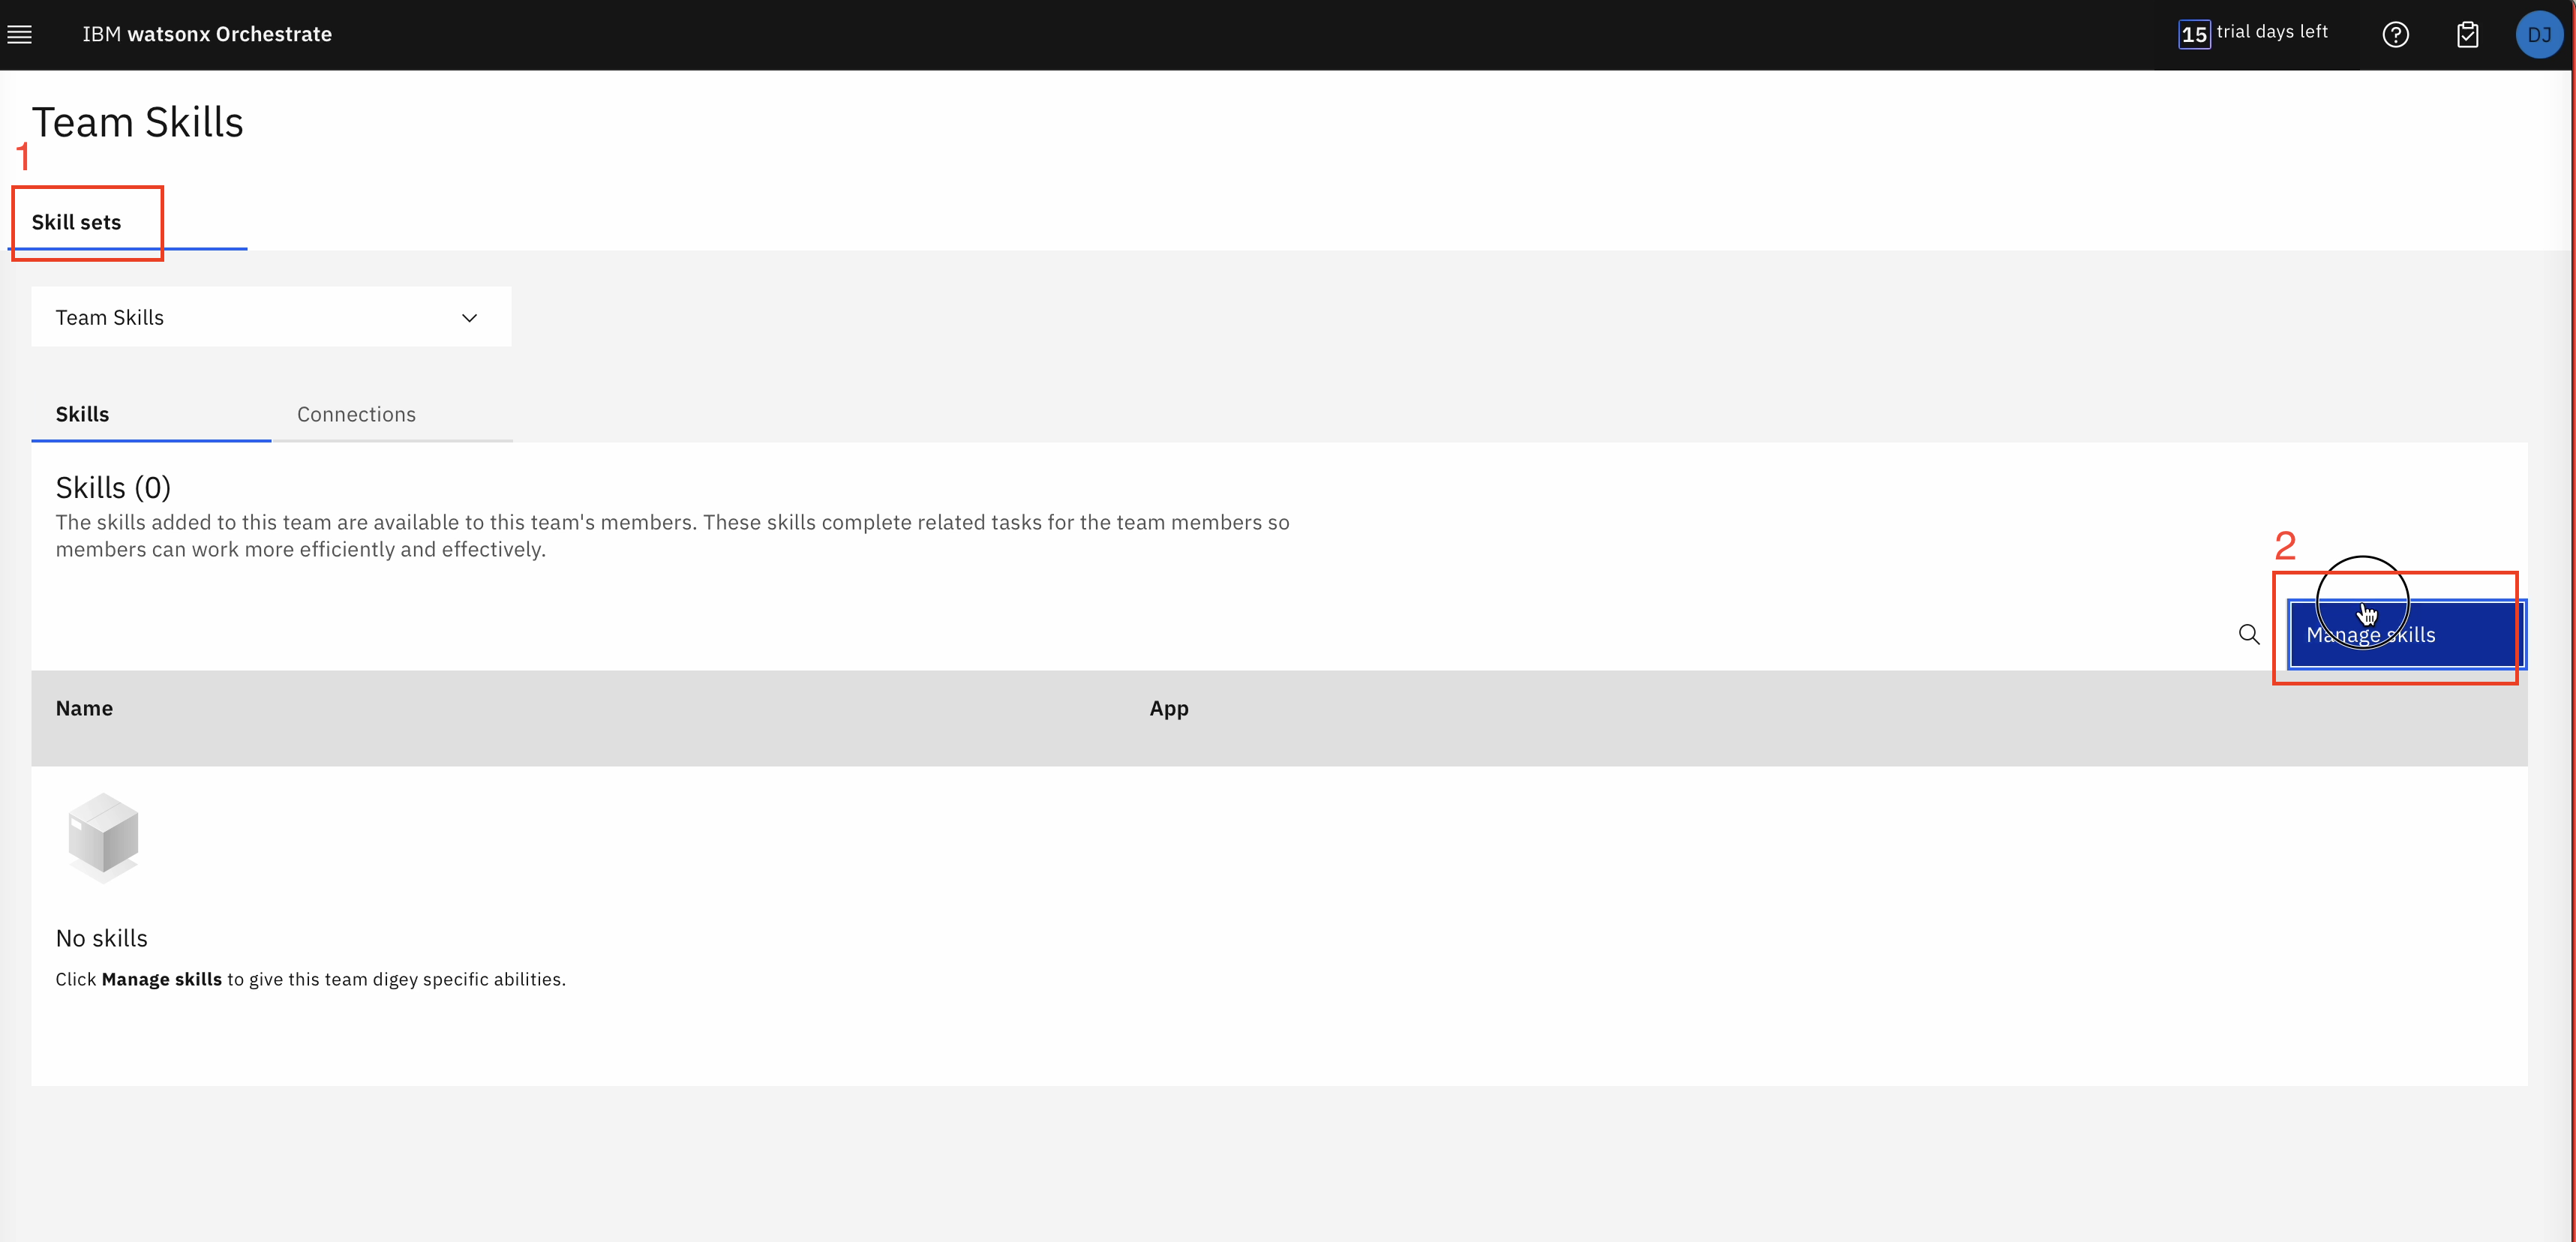 IBM watsonx Orchestrate
15 trial days left
DJ
Team Skills
1
Skill sets
Team Skills
Skills
Connections
Skills (0)
The skills added to this team are available to this team's members. These skills complete related tasks for the team members so
members can work more efficiently and effectively.
2
Manage skills
Name
App
No skills
Click Manage skills to give this team digey specific abilities.